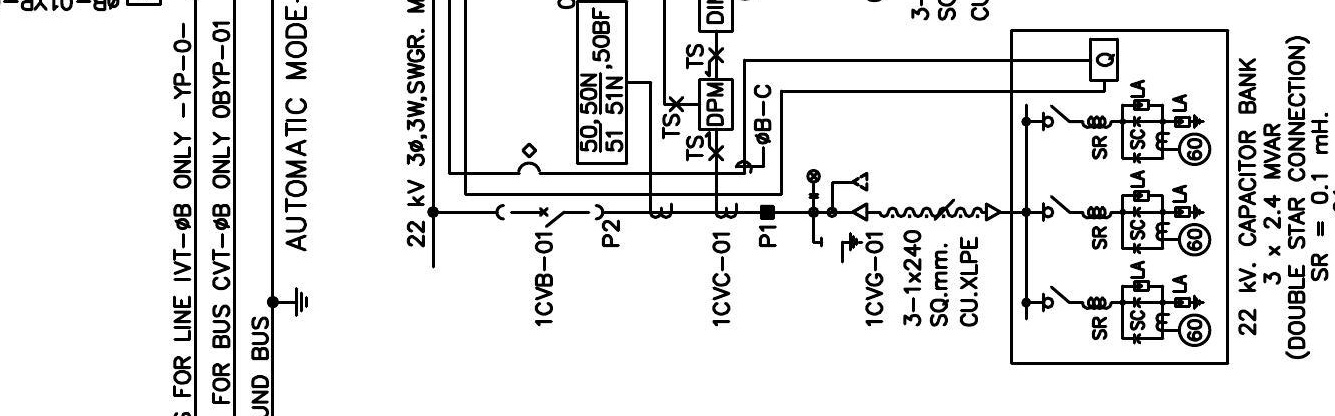 S FOR LINE IVT-øB ONLY -YP-0-
FOR BUS CVT-øB ONLY 0BYP-01
UND BUS
AUTOMATIC MODE-
22 kV 3ø,3W,SWGR. M
50,50N
51 51N
,50BF
TS
DPM
TS
TS
øB-C
1CVB-01
P2
1CVC-01
P1
1CVG-01
3-1x240
SQ.mm.
CU.XLPE
Q
SR
*SC*
LA
LA
60
SR
*SC*
LA
LA
60
SR
*SC*
LA
LA
60
22 kV. CAPACITOR BANK
3 x 2.4 MVAR
(DOUBLE STAR CONNECTION)
SR = 0.1 mH.